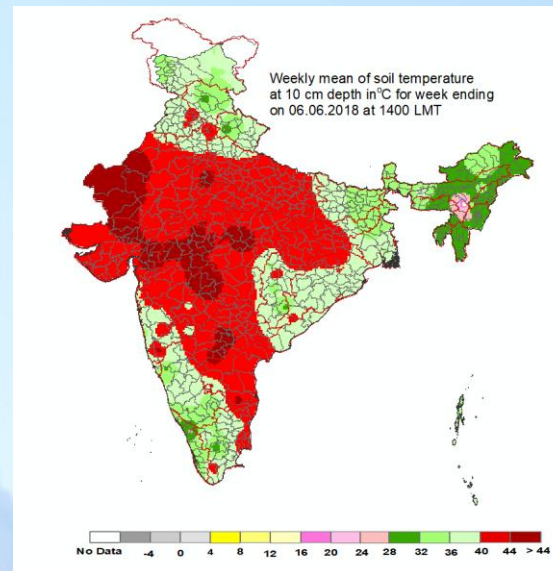 Weekly mean of soil temperature
at 10 cm depth in°C for week ending
on 06.06.2018 at 1400 LMT
No Data -4 0 4 8 12 16 20 24 28 32 36 40 44 > 44